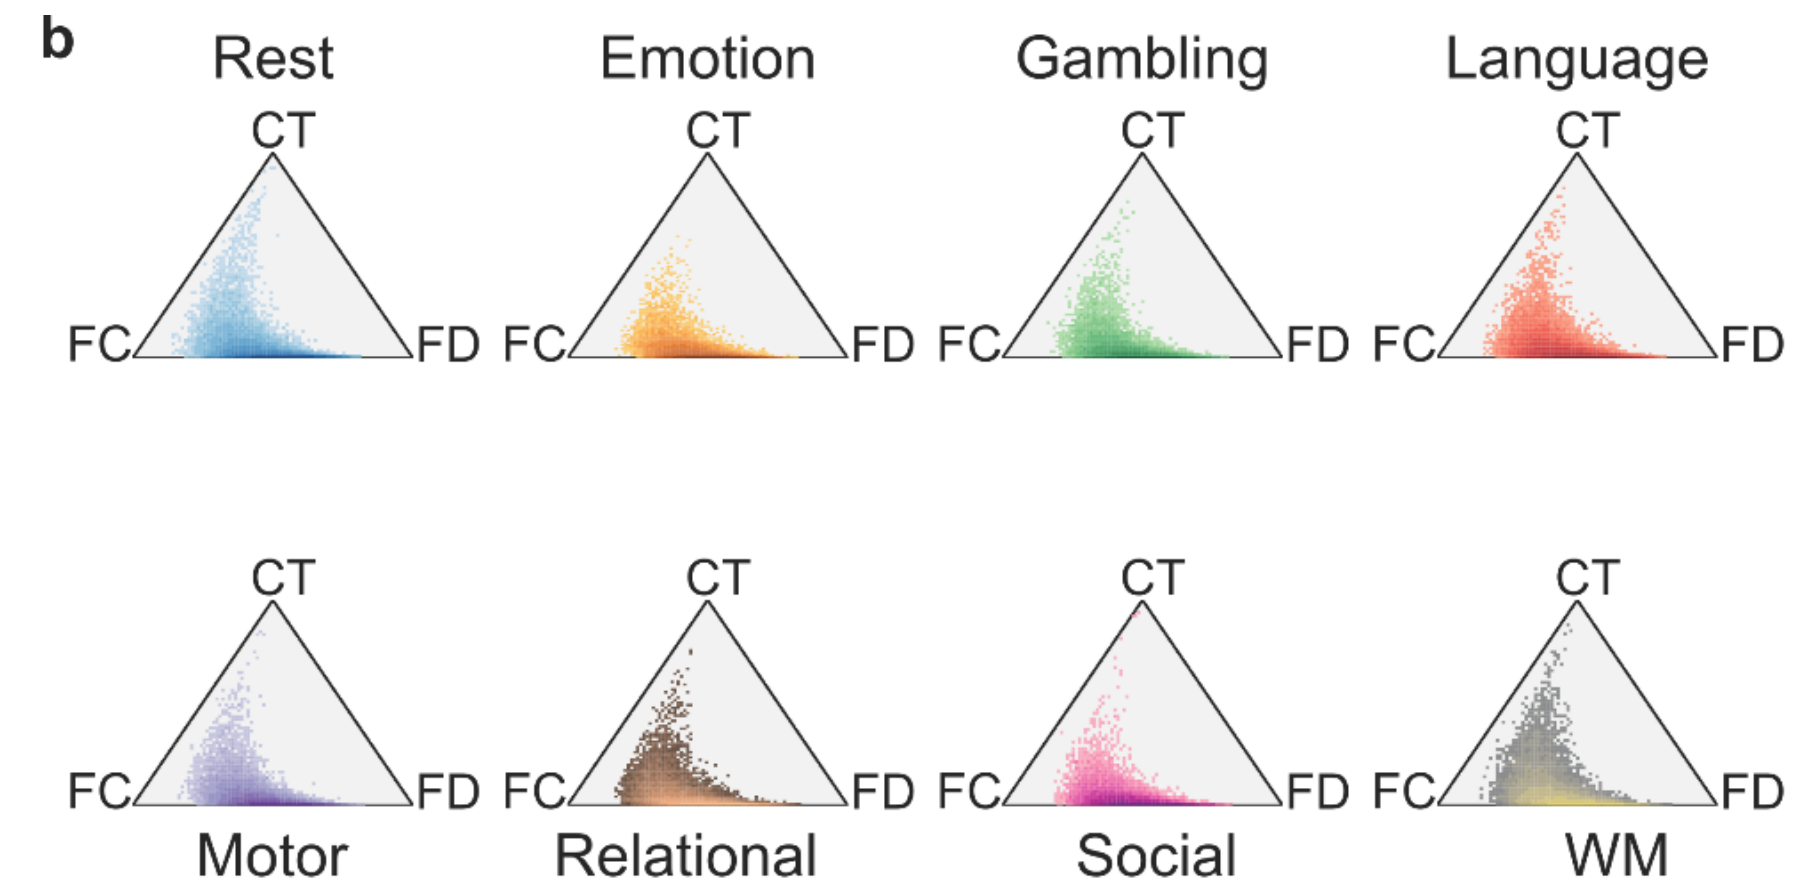 b
Rest Emotion Gambling Language
CT CT CT CT
FC FD FC FD FC FD FC FD
CT CT CT CT
FC FD FC FD FC FD FC FD
Motor Relational Social WM